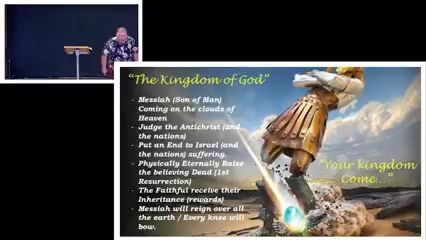 "The Kingdom of God"
- Messiah (Son of Man)
Coming on the clouds of
Heaven
- Judge the Antichrist (and
the nations)
- Put an End to Israel (and
the nations) suffering.
- Physically Eternally Raise
the believing Dead (1st
Resurrection)
- The Faithful receive their
Inheritance (rewards)
- Messiah will reign over all
the earth / Every knee will
bow.
"Your kingdom
Come..."